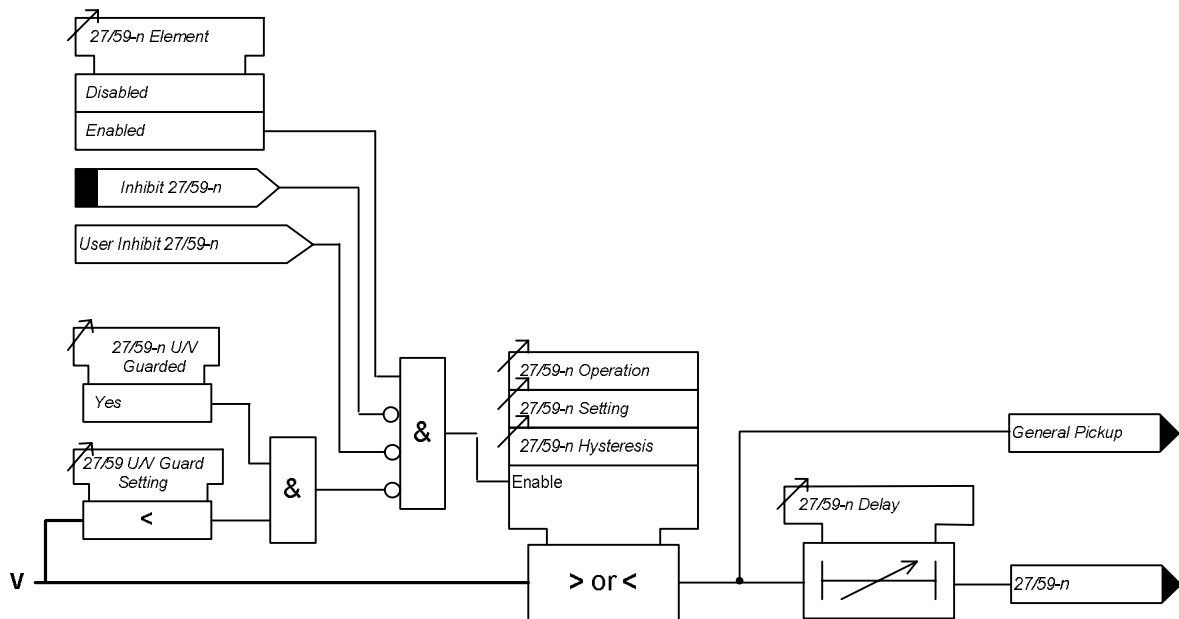 27/59-n Element
Disabled
Enabled
Inhibit 27/59-n
User Inhibit 27/59-n
27/59-n U/V
Guarded
Yes
27/59 U/V Guard
Setting
<
&
&
27/59-n Operation
27/59-n Setting
27/59-n Hysteresis
Enable
V
> or <
General Pickup
27/59-n Delay
27/59-n